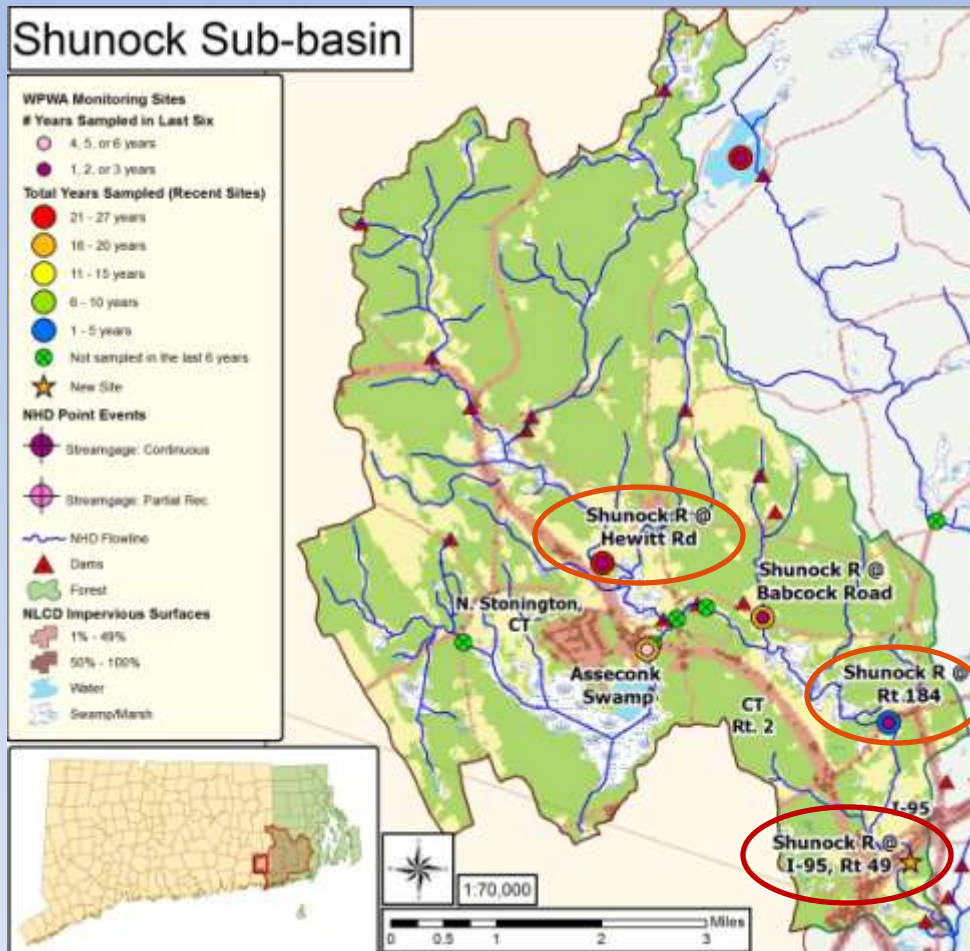 Shunock Sub-basin
WPWA Monitoring Sites
# Years Sampled in Last Six
4, 5, or 6 years
1, 2, or 3 years
Total Years Sampled (Recent Sites)
21 - 27 years
16 - 20 years
11 - 15 years
6 - 10 years
1 - 5 years
Not sampled in the last 6 years
New Site
NHD Point Events
Streamgage: Continuous
Streamgage: Partial Rec.
NHD Flowline
Dams
Forest
NLCD Impervious Surfaces
1% - 49%
50% - 100%
Water
Swamp/Marsh
Shunock R @
Hewitt Rd
Shunock R @
Babcock Road
N. Stonington,
CT
Asseconk
Swamp
Shunock R @
Rt 184
CT
Rt. 2
I-95
Shunock R @
I-95, Rt 49
1:70,000
Miles
0 0.5 1 2 3